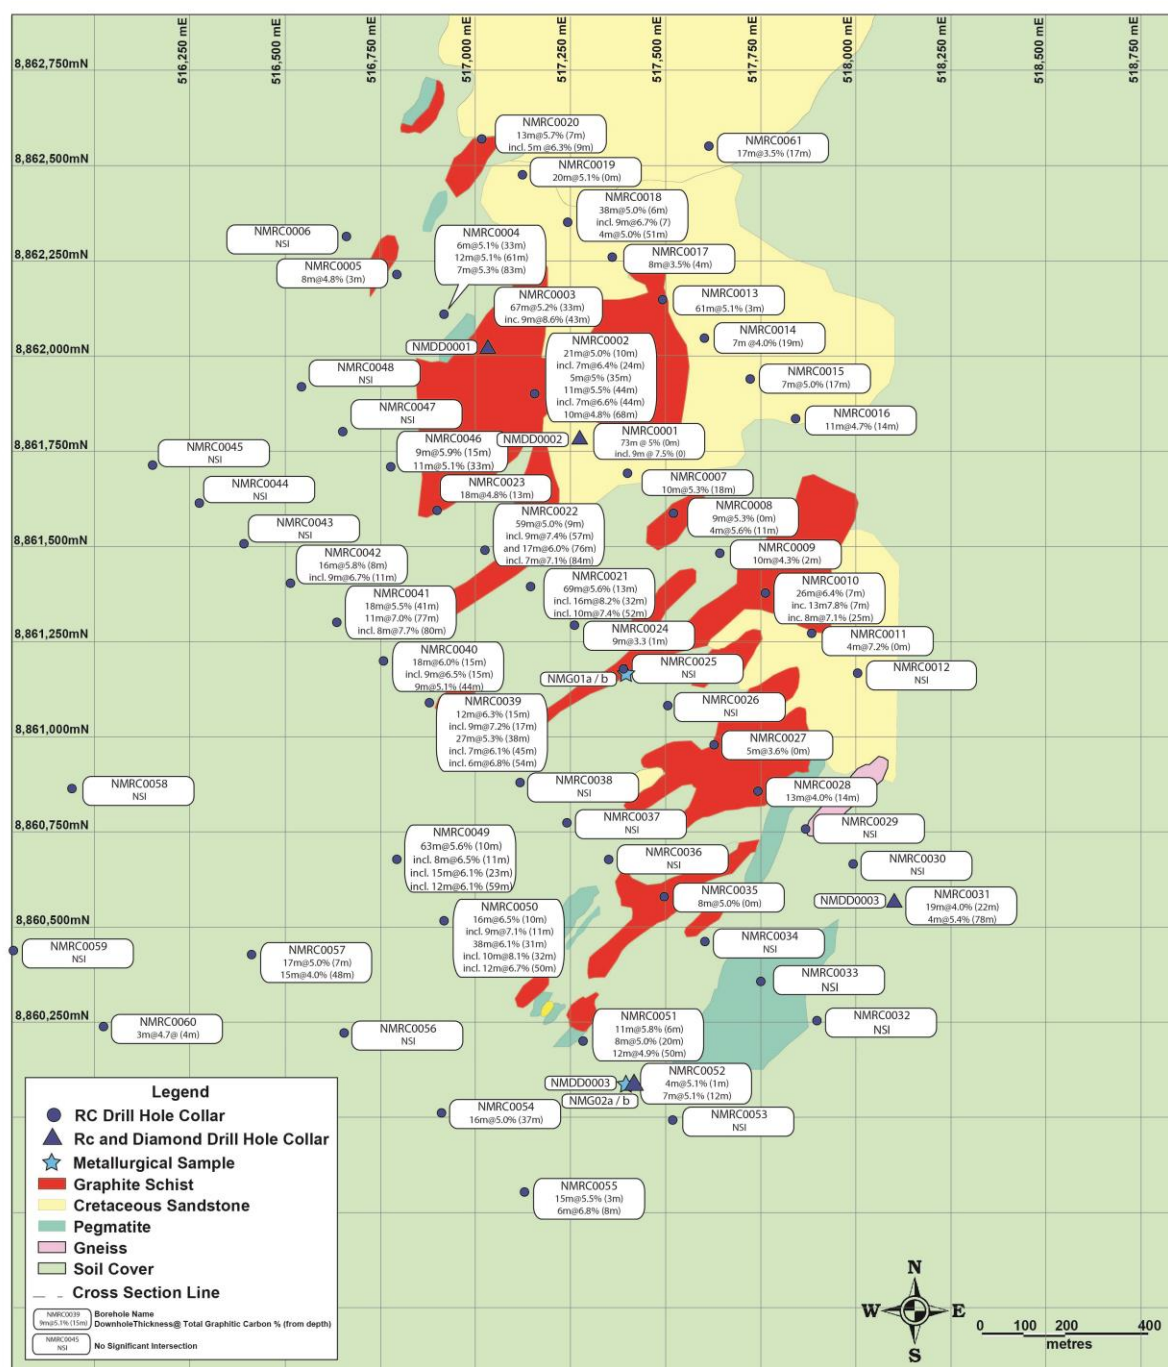 516,250 mE
516,500 mE
516,750 mE
517,000 mE
517,250 mE
517,500 mE
517,750 mE
518,000 mE
518,250 mE
518,500 mE
518,750 mE
8,862,750mN
8,862,500mN
8,862,250mN
8,862,000mN
8,861,750mN
8,861,500mN
8,861,250mN
8,861,000mN
8,860,750mN
8,860,500mN
8,860,250mN
NMRC0020
13m@5.7% (7m)
incl. 5m @6.3% (9m)
NMRC0061
17m@3.5% (17m)
NMRC0019
20m@5.1% (0m)
NMRC0018
38m@5.0% (6m)
incl. 9m@6.7% (7)
4m@5.0% (51m)
NMRC0006
NSI
NMRC0004
6m@5.1% (33m)
12m@5.1% (61m)
7m@5.3% (83m)
NMRC0017
8m@3.5% (4m)
NMRC0005
8m@4.8% (3m)
NMRC0003
67m@5.2% (33m)
inc. 9m@8.6% (43m)
NMRC0013
61m@5.1% (3m)
NMRC0014
7m @4.0% (19m)
NMDD0001
NMRC0002
21m@5.0% (10m)
incl. 7m@6.4% (24m)
5m@5% (35m)
11m@5.5% (44m)
incl. 7m@6.6% (44m)
10m@4.8% (68m)
NMRC0015
7m@5.0% (17m)
NMRC0048
NSI
NMRC0016
11m@4.7% (14m)
NMRC0047
NSI
NMDD0002
NMRC0001
73m @ 5% (0m)
incl. 9m @ 7.5% (0)
NMRC0046
9m@5.9% (15m)
11m@5.1% (33m)
NMRC0045
NSI
NMRC0007
10m@5.3% (18m)
NMRC0023
18m@4.8% (13m)
NMRC0044
NSI
NMRC0008
9m@5.3% (0m)
4m@5.6% (11m)
NMRC0022
59m@5.0% (9m)
incl. 9m@7.4% (57m)
and 17m@6.0% (76m)
incl. 7m@7.1% (84m)
NMRC0043
NSI
NMRC0009
10m@4.3% (2m)
NMRC0042
16m@5.8% (8m)
incl. 9m@6.7% (11m)
NMRC0021
69m@5.6% (13m)
incl. 16m@8.2% (32m)
incl. 10m@7.4% (52m)
NMRC0010
26m@6.4% (7m)
inc. 13m7.8% (7m)
inc. 8m@7.1% (25m)
NMRC0041
18m@5.5% (41m)
11m@7.0% (77m)
incl. 8m@7.7% (80m)
NMRC0024
9m@3.3 (1m)
NMRC0011
4m@7.2% (0m)
NMRC0040
18m@6.0% (15m)
incl. 9m@6.5% (15m)
9m@5.1% (44m)
NMG01a / b
NMRC0025
NSI
NMRC0012
NSI
NMRC0039
12m@6.3% (15m)
incl. 9m@7.2% (17m)
27m@5.3% (38m)
incl. 7m@6.1% (45m)
incl. 6m@6.8% (54m)
NMRC0026
NSI
NMRC0027
5m@3.6% (0m)
NMRC0058
NSI
NMRC0038
NSI
NMRC0028
13m@4.0% (14m)
NMRC0037
NSI
NMRC0029
NSI
NMRC0049
63m@5.6% (10m)
incl. 8m@6.5% (11m)
incl. 15m@6.1% (23m)
incl. 12m@6.1% (59m)
NMRC0036
NSI
NMRC0030
NSI
NMRC0035
8m@5.0% (0m)
NMDD0003
NMRC0031
19m@4.0% (22m)
4m@5.4% (78m)
NMRC0050
16m@6.5% (10m)
incl. 9m@7.1% (11m)
38m@6.1% (31m)
incl. 10m@8.1% (32m)
incl. 12m@6.7% (50m)
NMRC0034
NSI
NMRC0059
NSI
NMRC0057
17m@5.0% (7m)
15m@4.0% (48m)
NMRC0033
NSI
NMRC0060
3m@4.7@ (4m)
NMRC0056
NSI
NMRC0032
NSI
NMRC0051
11m@5.8% (6m)
8m@5.0% (20m)
12m@4.9% (50m)
NMDD0003
NMG02a / b
NMRC0052
4m@5.1% (1m)
7m@5.1% (12m)
NMRC0054
16m@5.0% (37m)
NMRC0053
NSI
NMRC0055
15m@5.5% (3m)
6m@6.8% (8m)
Legend
RC Drill Hole Collar
Rc and Diamond Drill Hole Collar
Metallurgical Sample
Graphite Schist
Cretaceous Sandstone
Pegmatite
Gneiss
Soil Cover
Cross Section Line
NMRC0039
9m@5.1% (15m)
Borehole Name
DownholeThickness@ Total Graphitic Carbon % (from depth)
NMRC0045
NSI
No Significant Intersection
N
W
E
S
0 100 200 400
metres